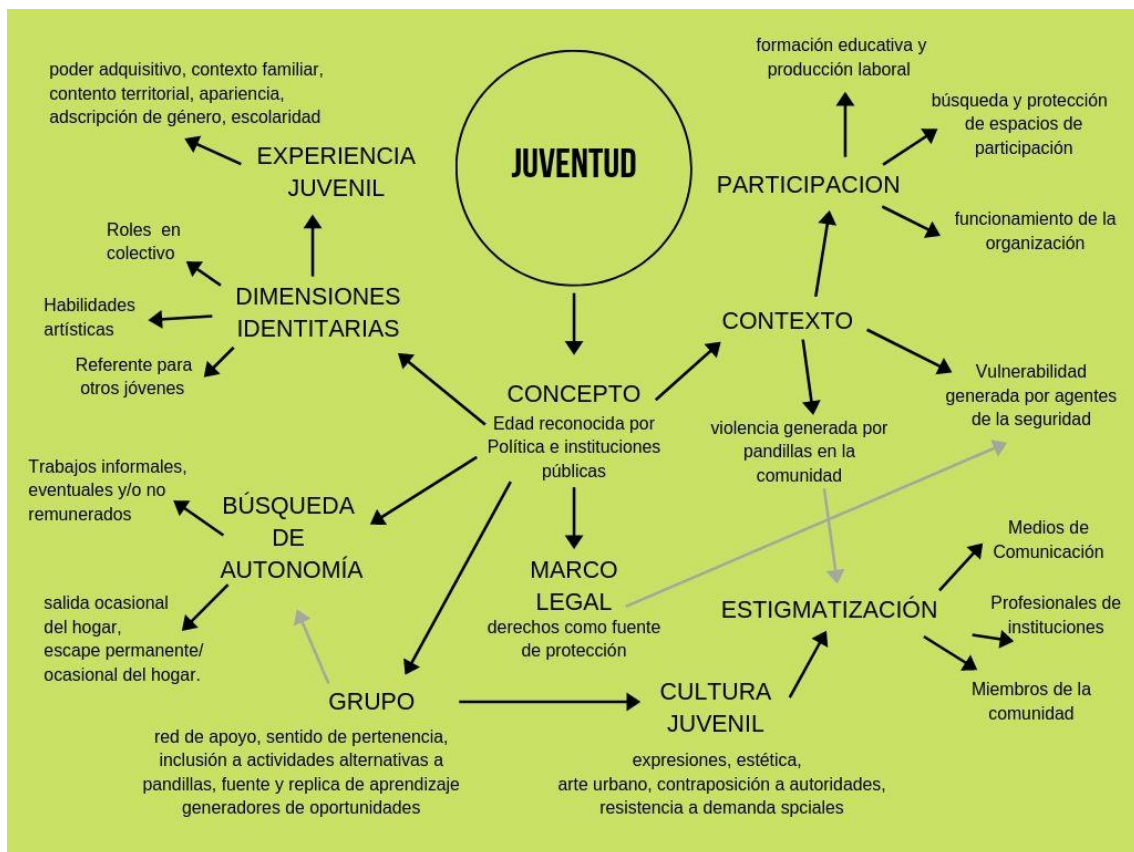 JUVENTUD
poder adquisitivo, contexto familiar,
contento territorial, apariencia,
adscripción de género, escolaridad
EXPERIENCIA
JUVENIL
Roles en
colectivo
Habilidades
artísticas
Referente para
otros jóvenes
DIMENSIONES
IDENTITARIAS
formación educativa y
producción laboral
búsqueda y protección
de espacios de
participación
PARTICIPACION
funcionamiento de la
organización
CONTEXTO
CONCEPTO
Edad reconocida por
Política e instituciones
públicas
violencia generada por
pandillas en la
comunidad
Vulnerabilidad
generada por agentes
de la seguridad
Trabajos informales,
eventuales y/o no
remunerados
BÚSQUEDA
DE
AUTONOMÍA
salida ocasional
del hogar,
escape permanente/
ocasional del hogar.
MARCO
LEGAL
derechos como fuente
de protección
ESTIGMATIZACIÓN
Medios de
Comunicación
Profesionales de
instituciones
Miembros de la
comunidad
GRUPO
red de apoyo, sentido de pertenencia,
inclusión a actividades alternativas a
pandillas, fuente y replica de aprendizaje
generadores de oportunidades
CULTURA
JUVENIL
expresiones, estética,
arte urbano, contraposición a autoridades,
resistencia a demanda spciales